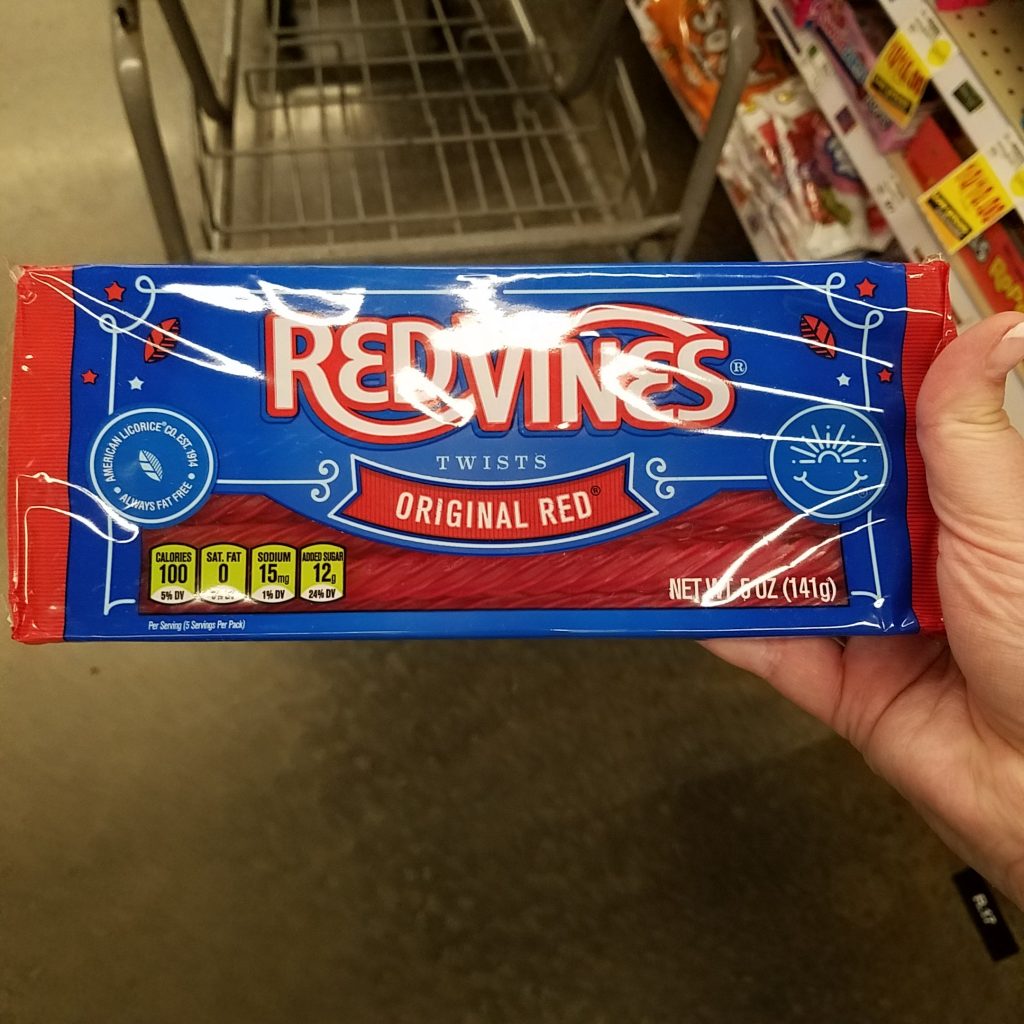 RED VINES®
TWISTS
ORIGINAL RED®
AMERICAN LICORICE® CO. EST. 1914
• ALWAYS FAT FREE •
CALORIES
100
5% DV
SAT. FAT
0
SODIUM
15mg
1% DV
ADDED SUGAR
12g
24% DV
NET WT 5 OZ (141g)
Per Serving (5 Servings Per Pack)